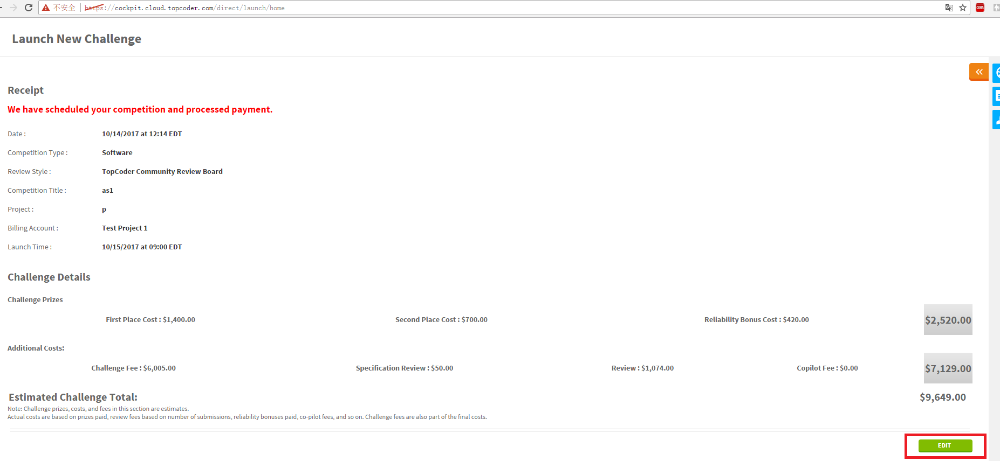 不安全 https://cockpit.cloud.topcoder.com/direct/launch/home CORS
Launch New Challenge
Receipt
We have scheduled your competition and processed payment.
Date : 10/14/2017 at 12:14 EDT
Competition Type : Software
Review Style : TopCoder Community Review Board
Competition Title : as1
Project : p
Billing Account : Test Project 1
Launch Time : 10/15/2017 at 09:00 EDT
Challenge Details
Challenge Prizes
First Place Cost : $1,400.00 Second Place Cost : $700.00 Reliability Bonus Cost : $420.00 $2,520.00
Additional Costs:
Challenge Fee : $6,005.00 Specification Review : $50.00 Review : $1,074.00 Copilot Fee : $0.00 $7,129.00
Estimated Challenge Total: $9,649.00
Note: Challenge prizes, costs, and fees in this section are estimates.
Actual costs are based on prizes paid, review fees based on number of submissions, reliability bonuses paid, co-pilot fees, and so on. Challenge fees are also part of the final costs.
EDIT